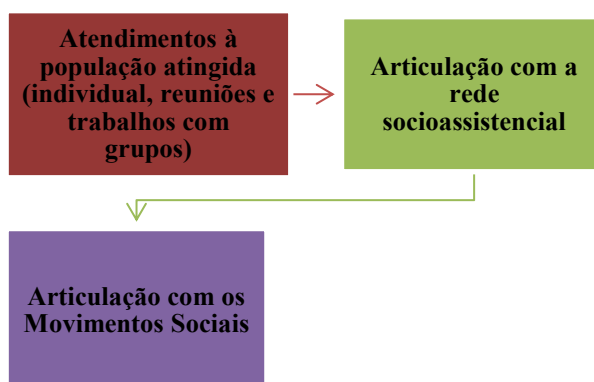 Atendimentos à
população atingida
(individual, reuniões e
trabalhos com
grupos)
Articulação com a
rede
socioassistencial
Articulação com os
Movimentos Sociais